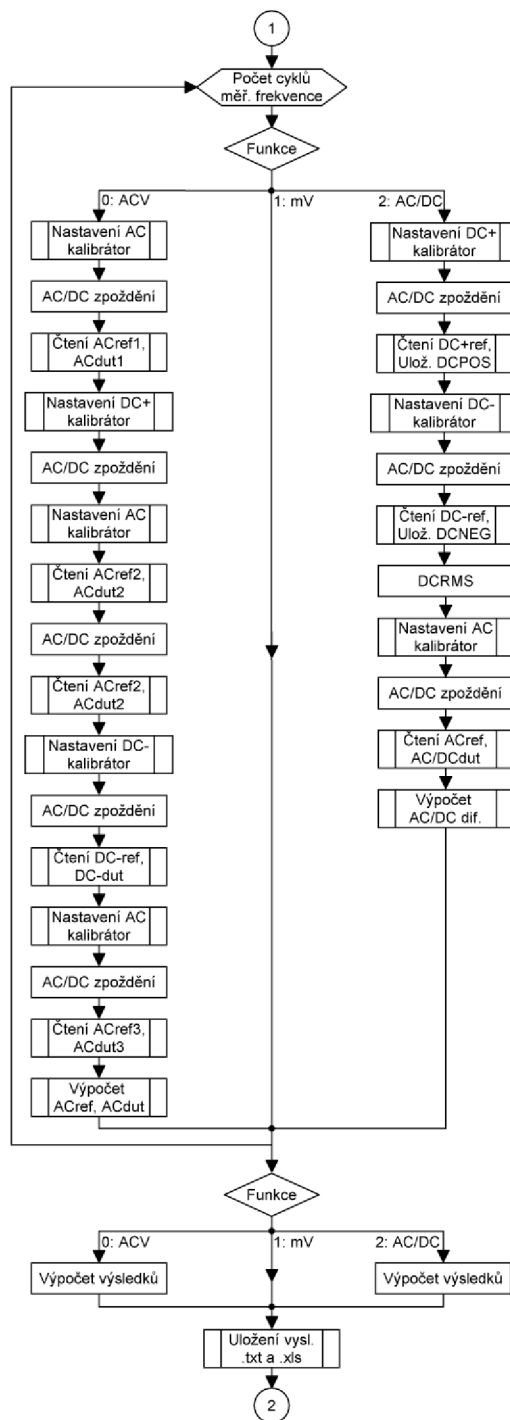 1
Počet cyklů
měř. frekvence
Funkce
0: ACV
1: mV
2: AC/DC
Nastavení AC
kalibrátor
AC/DC zpoždění
Čtení ACref1,
ACdut1
Nastavení DC+
kalibrátor
AC/DC zpoždění
Nastavení AC
kalibrátor
Čtení ACref2,
ACdut2
AC/DC zpoždění
Čtení ACref2,
ACdut2
Nastavení DC-
kalibrátor
AC/DC zpoždění
Čtení DC-ref,
DC-dut
Nastavení AC
kalibrátor
AC/DC zpoždění
Čtení ACref3,
ACdut3
Výpočet
ACref, ACdut
Nastavení DC+
kalibrátor
AC/DC zpoždění
Čtení DC+ref,
Ulož. DCPOS
Nastavení DC-
kalibrátor
AC/DC zpoždění
Čtení DC-ref,
Ulož. DCNEG
DCRMS
Nastavení AC
kalibrátor
AC/DC zpoždění
Čtení ACref,
AC/DCdut
Výpočet
AC/DC dif.
Funkce
0: ACV
1: mV
2: AC/DC
Výpočet výsledků
Výpočet výsledků
Uložení vysl.
.txt a .xls
2